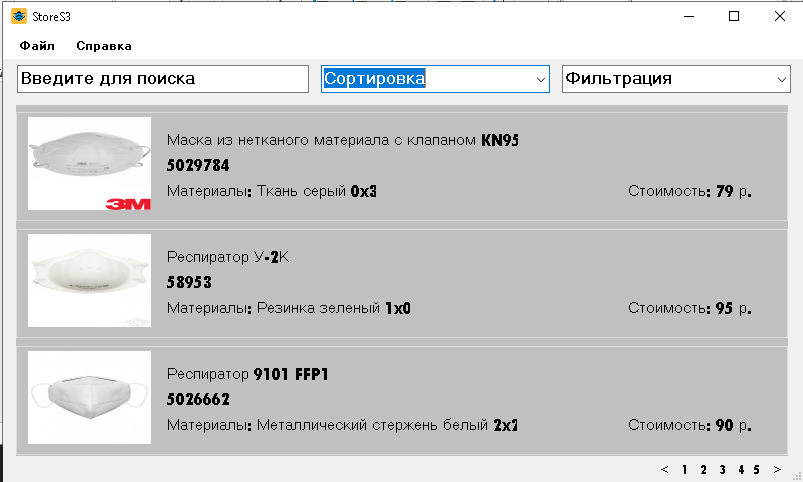 StoreS3
Файл Справка
Введите для поиска Сортировка Фильтрация
Маска из нетканого материала с клапаном KN95
5029784
Материалы: Ткань серый 0x3 Стоимость: 79 р.
3M
Респиратор У-2К
58953
Материалы: Резинка зеленый 1x0 Стоимость: 95 р.
Респиратор 9101 FFP1
5026662
Материалы: Металлический стержень белый 2x2 Стоимость: 90 р.
< 1 2 3 4 5 >